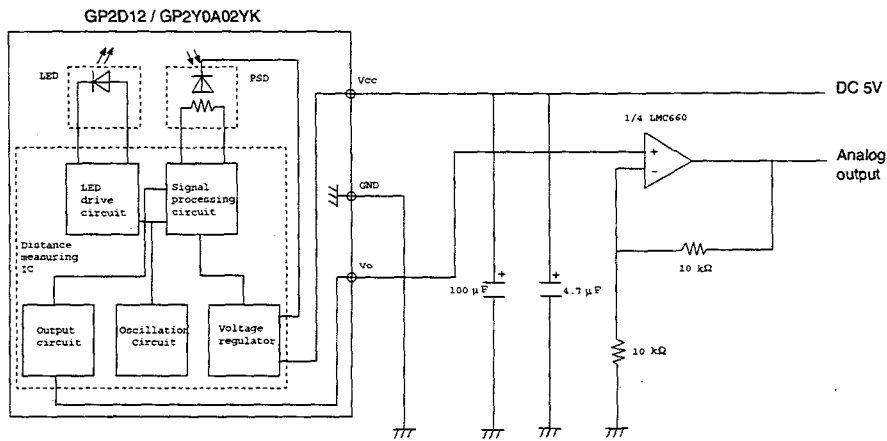 GP2D12 / GP2Y0A02YK
LED
PSD
Vcc
DC 5V
1/4 LMC660
+
−
Analog
output
LED
drive
circuit
Signal
processing
circuit
GND
Distance
measuring
IC
Vo
10 kΩ
100 μF
+
4.7 μF
+
Output
circuit
Oscillation
Circuit
Voltage
regulator
10 kΩ